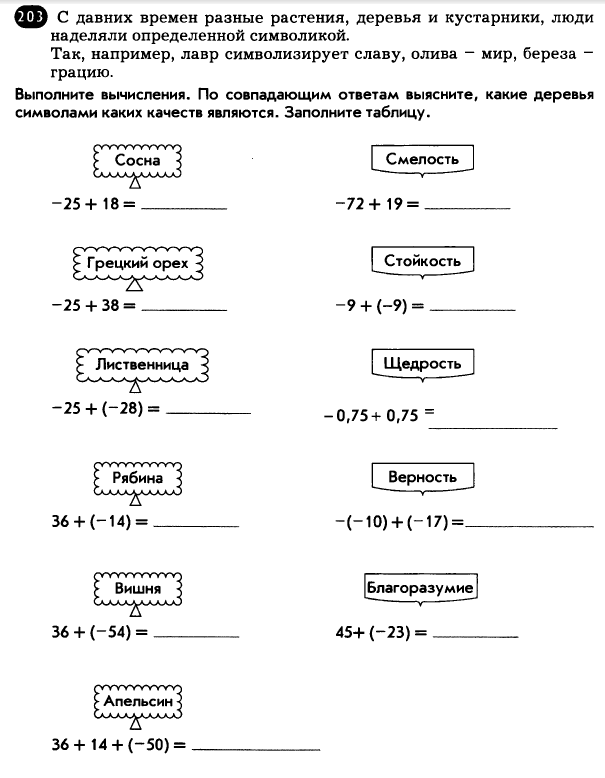 203 С давних времен разные растения, деревья и кустарники, люди
наделяли определенной символикой.
Так, например, лавр символизирует славу, олива – мир, береза –
грацию.
Выполните вычисления. По совпадающим ответам выясните, какие деревья
символами каких качеств являются. Заполните таблицу.
Сосна
−25 + 18 = ________
Смелость
−72 + 19 = ________
Грецкий орех
−25 + 38 = ________
Стойкость
−9 + (−9) = ________
Лиственница
−25 + (−28) = ________
Щедрость
−0,75 + 0,75 = ________
Рябина
36 + (−14) = ________
Верность
−(−10) + (−17) = ________
Вишня
36 + (−54) = ________
Благоразумие
45+ (−23) = ________
Апельсин
36 + 14 + (−50) = ________